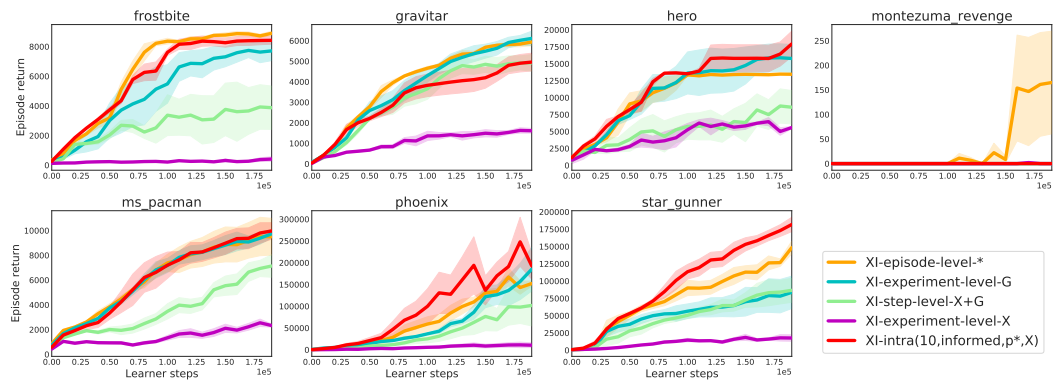 frostbite
gravitar
hero
montezuma_revenge
Episode return
8000
6000
4000
2000
0
0.00 0.25 0.50 0.75 1.00 1.25 1.50 1.75
1e5
6000
5000
4000
3000
2000
1000
0
0.00 0.25 0.50 0.75 1.00 1.25 1.50 1.75
1e5
20000
17500
15000
12500
10000
7500
5000
2500
0
0.00 0.25 0.50 0.75 1.00 1.25 1.50 1.75
1e5
250
200
150
100
50
0
0.00 0.25 0.50 0.75 1.00 1.25 1.50 1.75
1e5
ms_pacman
phoenix
star_gunner
Episode return
10000
8000
6000
4000
2000
0
0.00 0.25 0.50 0.75 1.00 1.25 1.50 1.75
1e5
Learner steps
300000
250000
200000
150000
100000
50000
0
0.00 0.25 0.50 0.75 1.00 1.25 1.50 1.75
1e5
Learner steps
200000
175000
150000
125000
100000
75000
50000
25000
0
0.00 0.25 0.50 0.75 1.00 1.25 1.50 1.75
1e5
Learner steps
XI-episode-level-*
XI-experiment-level-G
XI-step-level-X+G
XI-experiment-level-X
XI-intra(10,informed,p*,X)